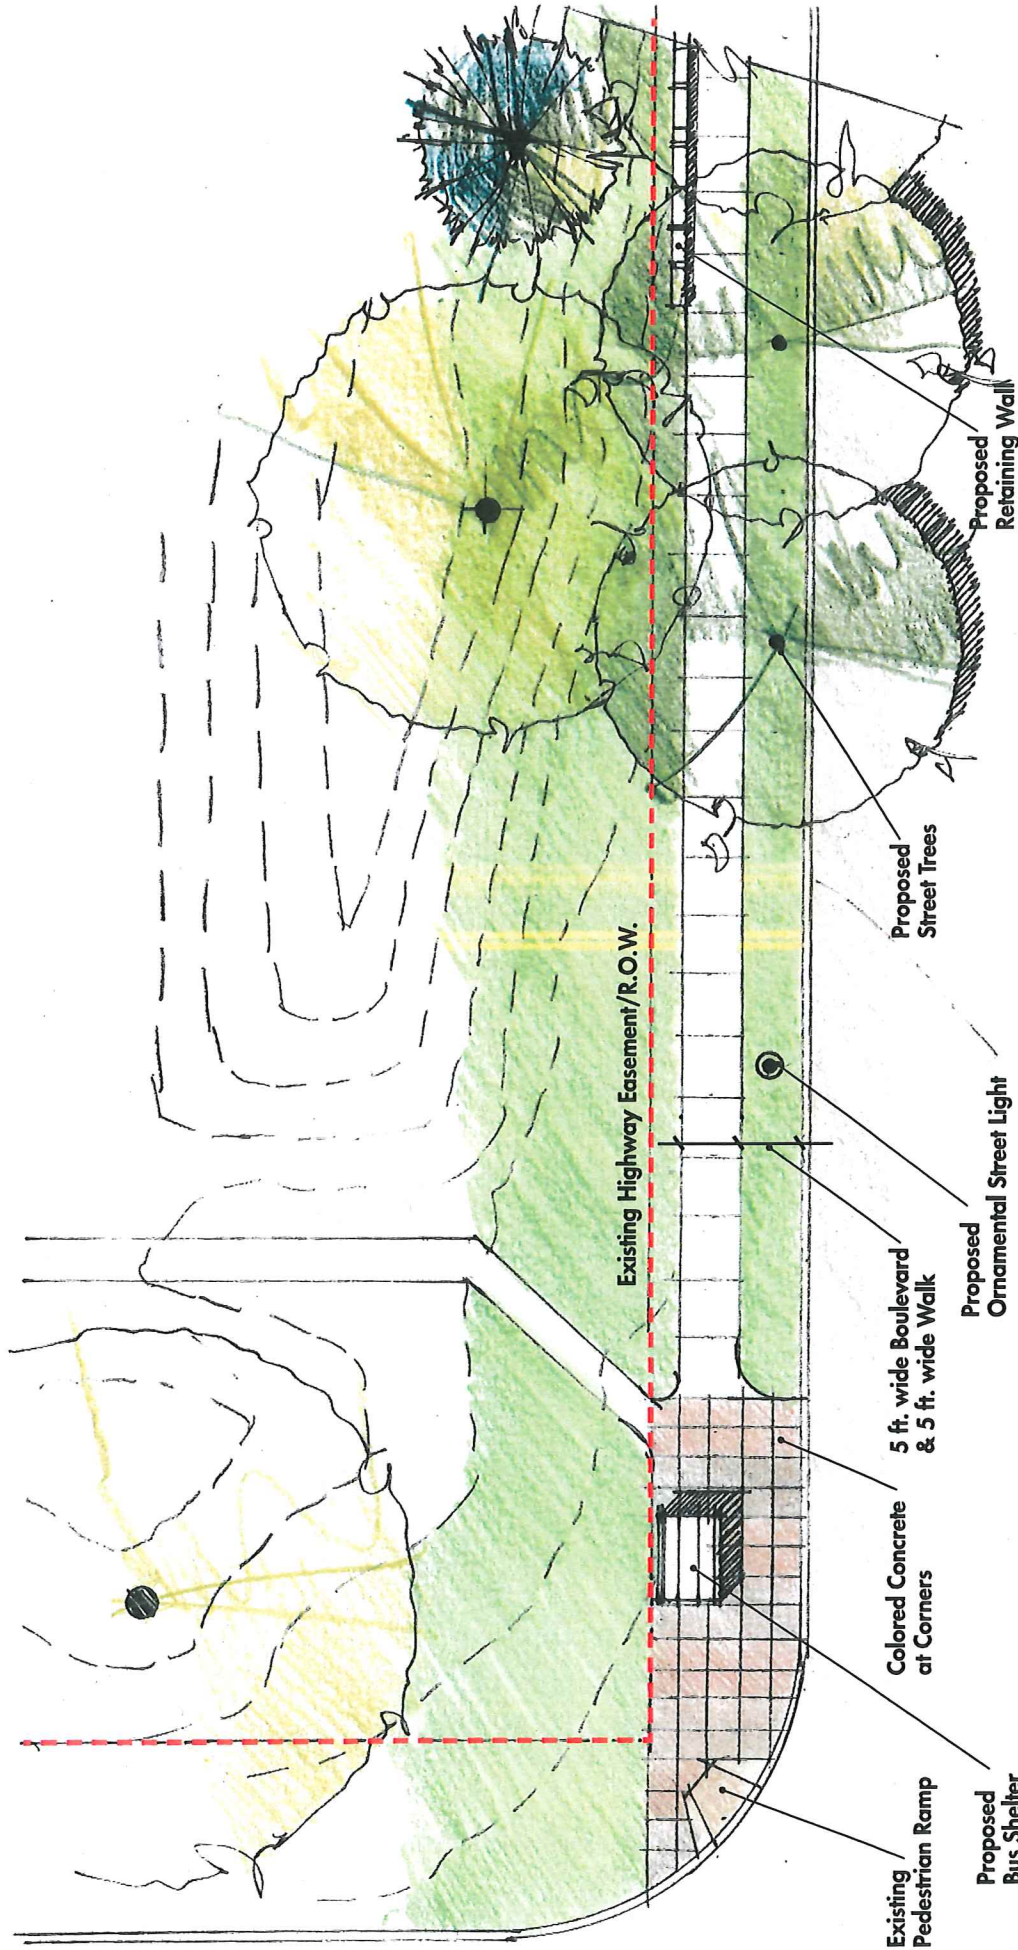 Existing Highway Easement/R.O.W.
Existing
Pedestrian Ramp
Proposed
Bus Shelter
Colored Concrete
at Corners
5 ft. wide Boulevard
& 5 ft. wide Walk
Proposed
Ornamental Street Light
Proposed
Street Trees
Proposed
Retaining Wall